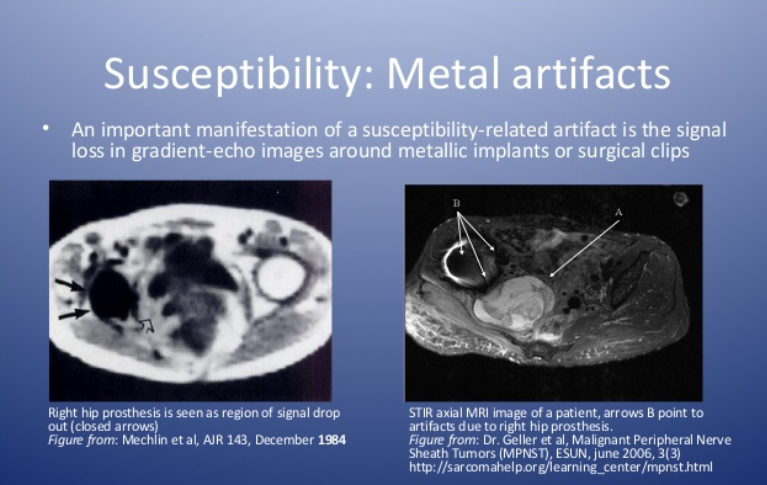 Susceptibility: Metal artifacts
• An important manifestation of a susceptibility-related artifact is the signal
loss in gradient-echo images around metallic implants or surgical clips
B
A
Right hip prosthesis is seen as region of signal drop
out (closed arrows)
Figure from: Mechlin et al, AJR 143, December 1984
STIR axial MRI image of a patient, arrows B point to
artifacts due to right hip prosthesis.
Figure from: Dr. Geller et al, Malignant Peripheral Nerve
Sheath Tumors (MPNST), ESUN, june 2006, 3(3)
http://sarcomahelp.org/learning_center/mpnst.html